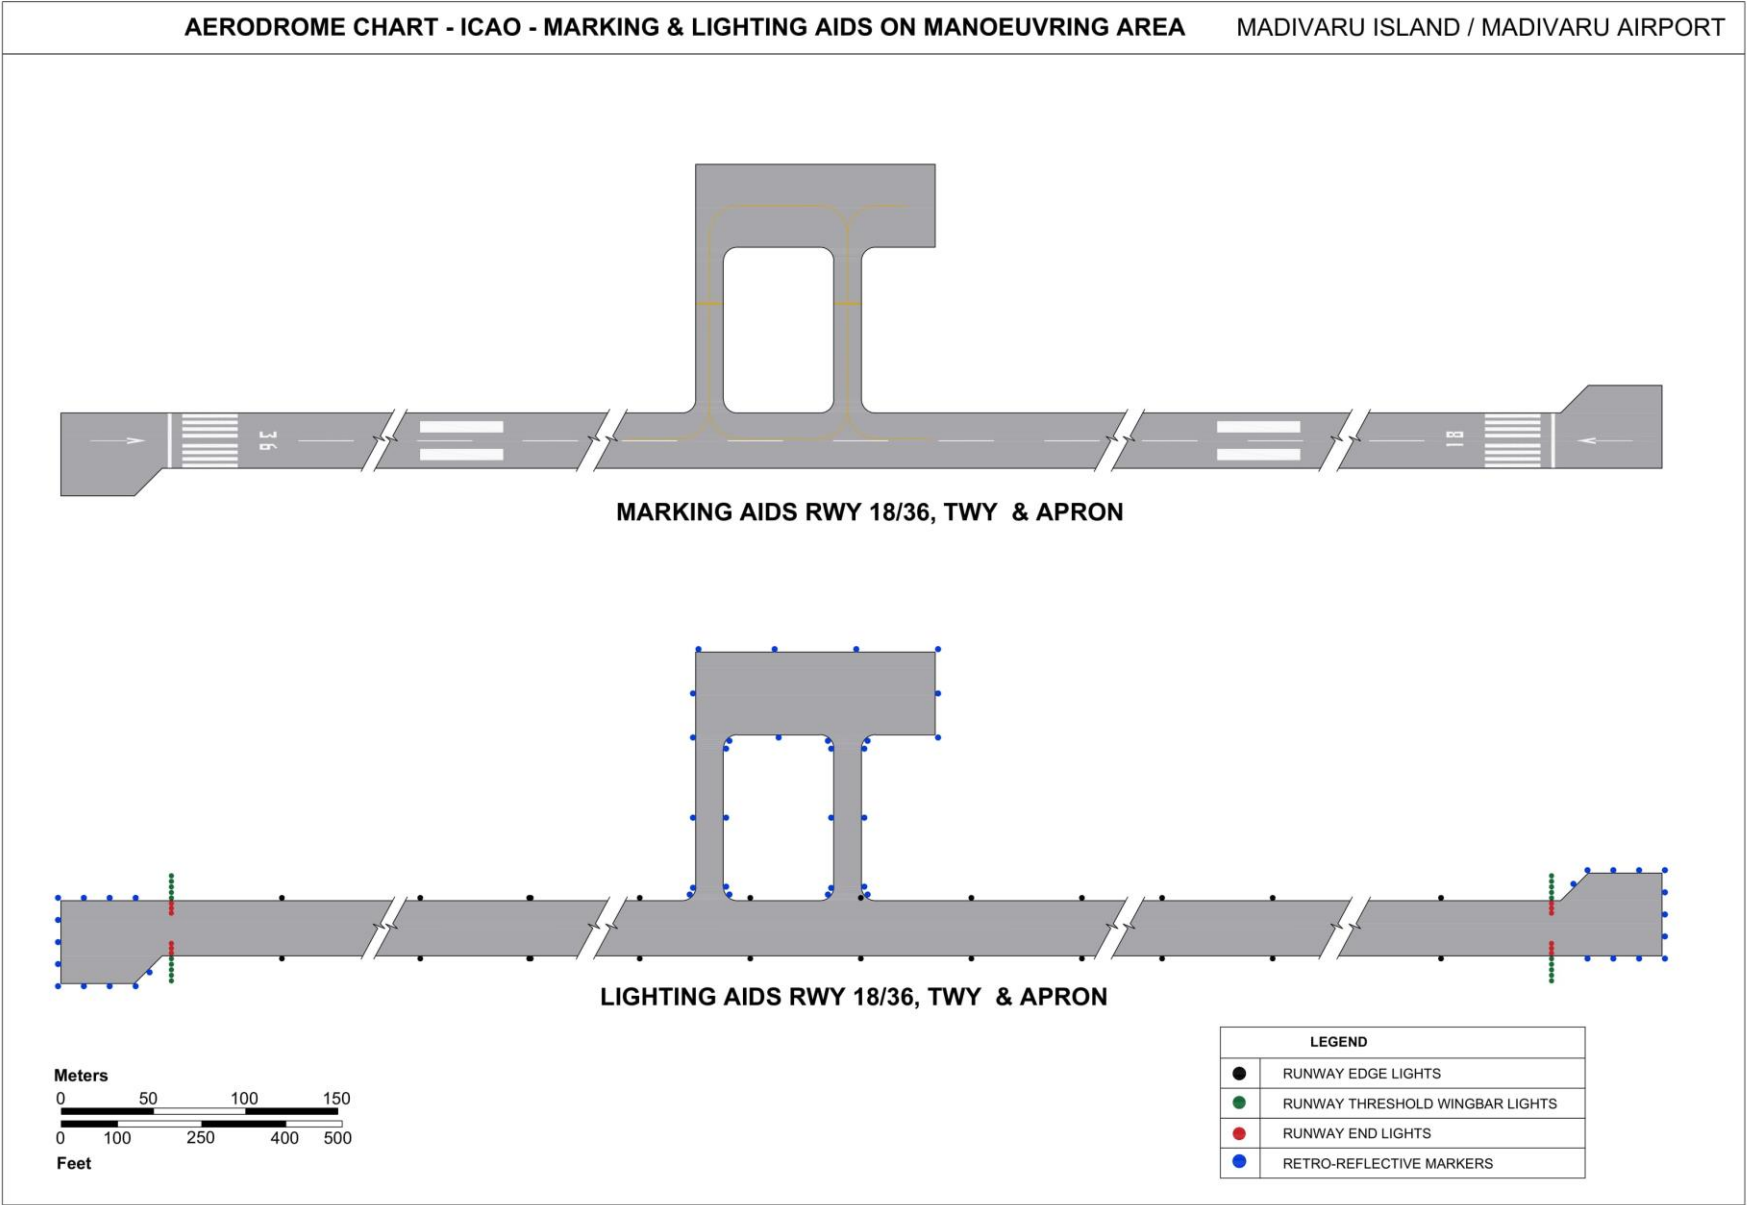 AERODROME CHART - ICAO - MARKING & LIGHTING AIDS ON MANOEUVRING AREA MADIVARU ISLAND / MADIVARU AIRPORT
36
18
MARKING AIDS RWY 18/36, TWY & APRON
LIGHTING AIDS RWY 18/36, TWY & APRON
Meters
0 50 100 150
0 100 250 400 500
Feet
LEGEND
RUNWAY EDGE LIGHTS
RUNWAY THRESHOLD WINGBAR LIGHTS
RUNWAY END LIGHTS
RETRO-REFLECTIVE MARKERS